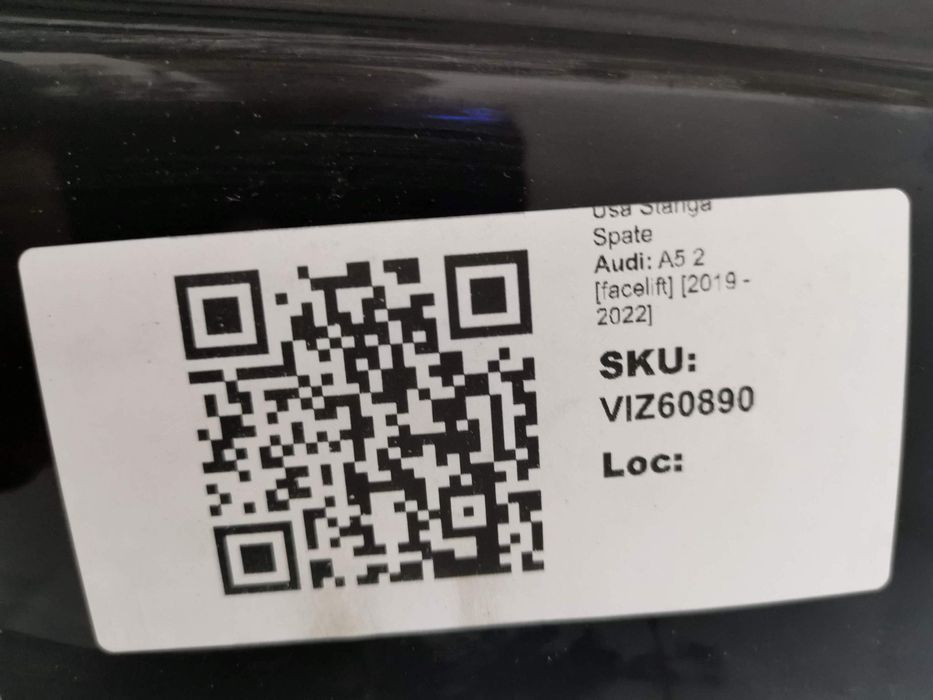 Usa Stanga
Spate
Audi: A5 2
[facelift] [2019 -
2022]
SKU:
VIZ60890
Loc: